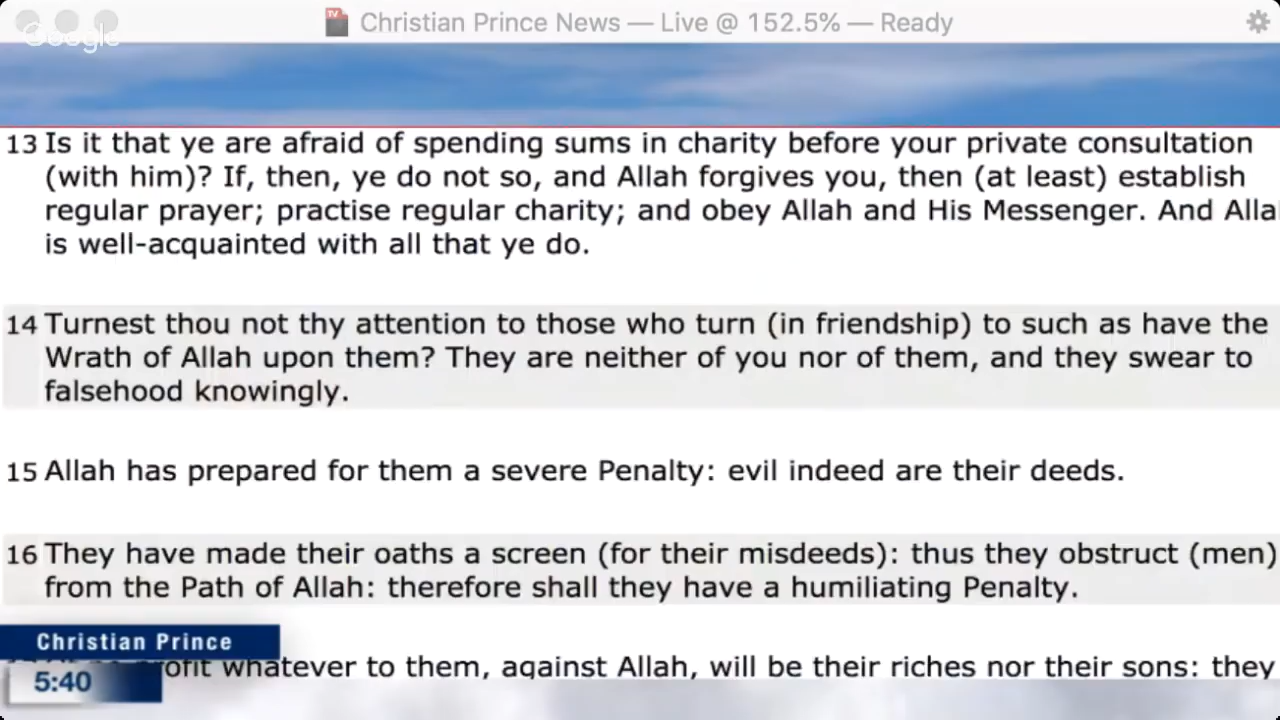 Google
Christian Prince News — Live @ 152.5% — Ready
13 Is it that ye are afraid of spending sums in charity before your private consultation
(with him)? If, then, ye do not so, and Allah forgives you, then (at least) establish
regular prayer; practise regular charity; and obey Allah and His Messenger. And Alla
is well-acquainted with all that ye do.
14 Turnest thou not thy attention to those who turn (in friendship) to such as have the
Wrath of Allah upon them? They are neither of you nor of them, and they swear to
falsehood knowingly.
15 Allah has prepared for them a severe Penalty: evil indeed are their deeds.
16 They have made their oaths a screen (for their misdeeds): thus they obstruct (men)
from the Path of Allah: therefore shall they have a humiliating Penalty.
whatever to them, against Allah, will be their riches nor their sons: they
Christian Prince
5:40